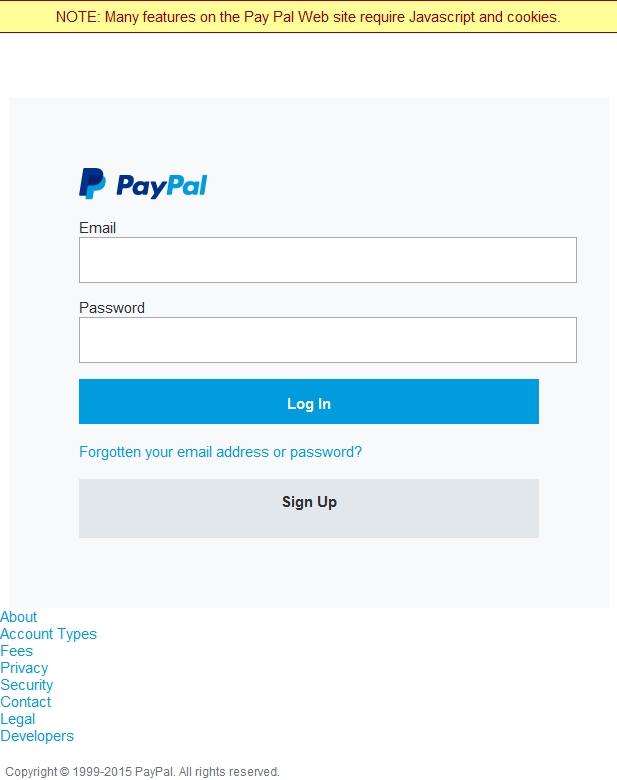 NOTE: Many features on the Pay Pal Web site require Javascript and cookies.
PayPal
Email
Password
Log In
Forgotten your email address or password?
Sign Up
About
Account Types
Fees
Privacy
Security
Contact
Legal
Developers
Copyright © 1999-2015 PayPal. All rights reserved.